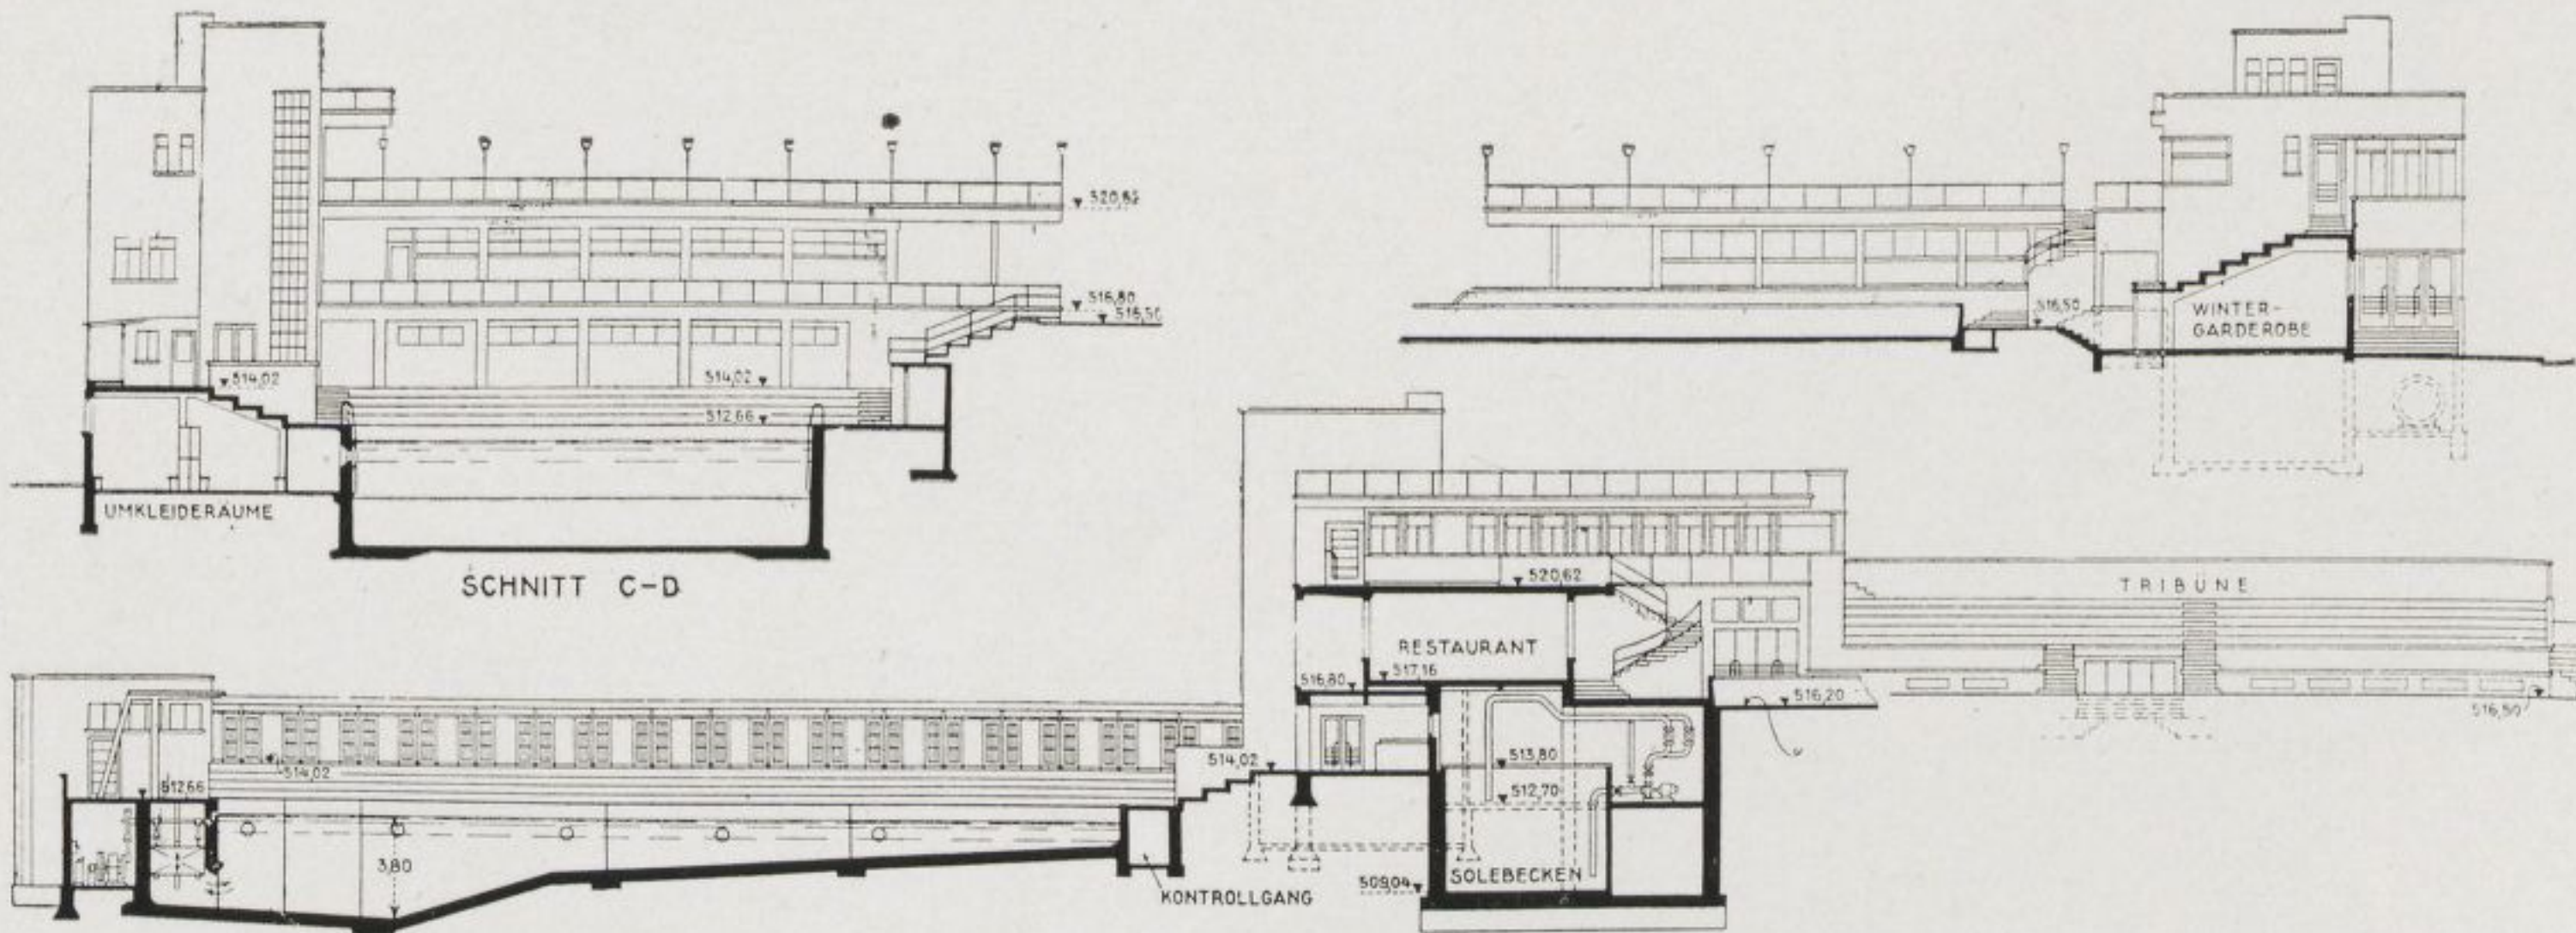 520,62
516,80
516,50
514,02
514,02
512,66
UMKLEIDERÄUME
SCHNITT C-D
516,50
WINTER-
GARDEROBE
520,62
TRIBÜNE
RESTAURANT
516,80
517,16
516,20
516,50
514,02
514,02
513,80
512,66
512,70
3,80
SOLEBECKEN
509,04
KONTROLLGANG